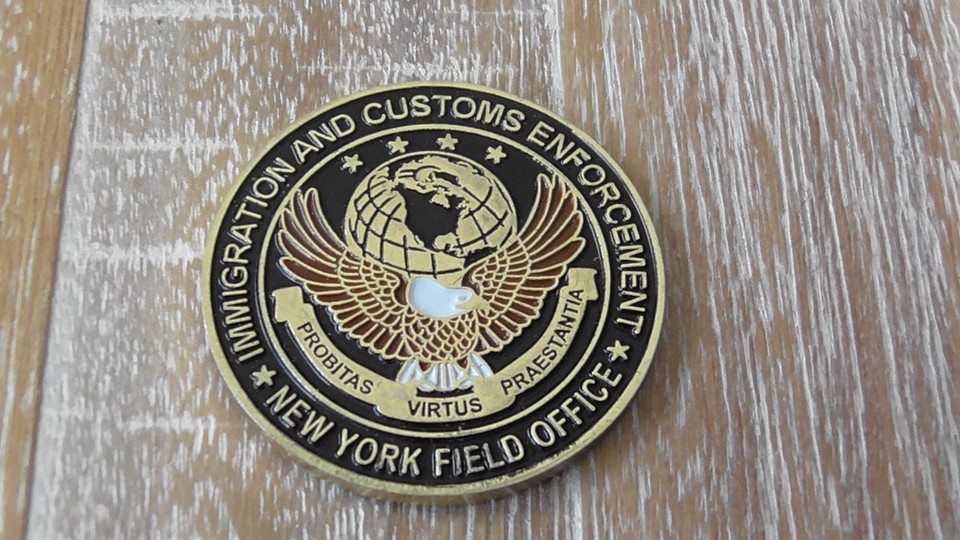 IMMIGRATION AND CUSTOMS ENFORCEMENT
PROBITAS
VIRTUS
PRAESTANTIA
NEW YORK FIELD OFFICE